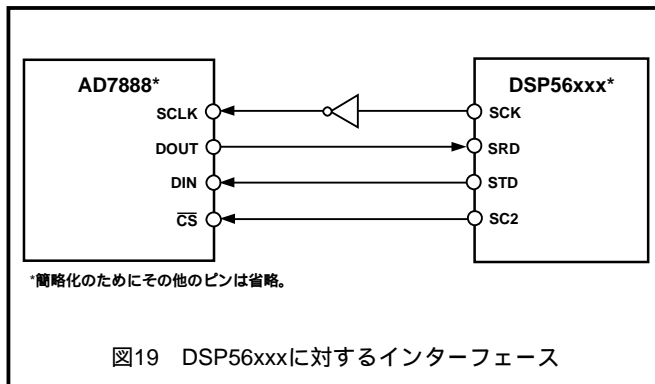 AD7888*
DSP56xxx*
SCLK
SCK
DOUT
SRD
DIN
STD
CS
SC2
*簡略化のためにその他のピンは省略。
図19 DSP56xxxに対するインターフェース